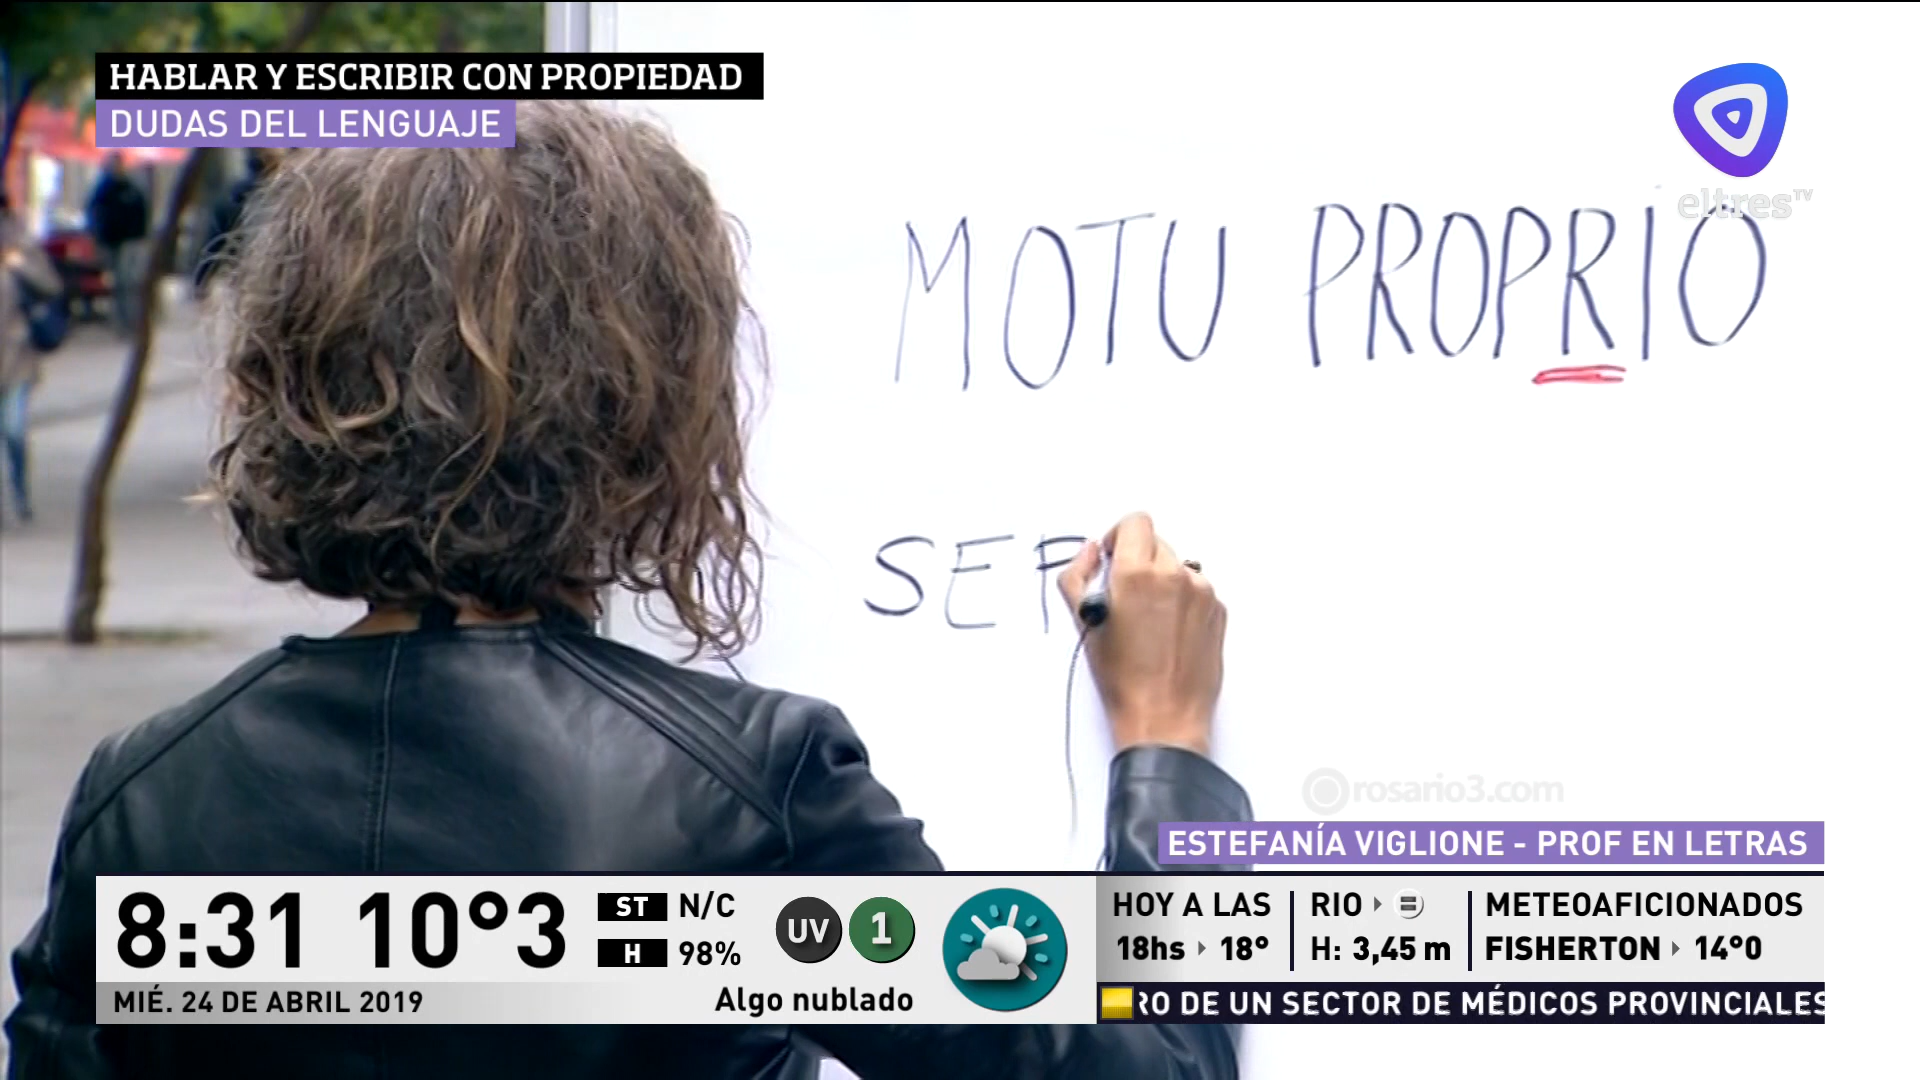 HABLAR Y ESCRIBIR CON PROPIEDAD
DUDAS DEL LENGUAJE
eltresTV
MOTU PROPRIO
SEP
rosario3.com
ESTEFANÍA VIGLIONE - PROF EN LETRAS
8:31 10°3
ST N/C
H 98%
UV 1
MIÉ. 24 DE ABRIL 2019
Algo nublado
HOY A LAS
18hs 18°
RIO =
H: 3,45 m
METEOAFICIONADOS
FISHERTON 14°0
RO DE UN SECTOR DE MÉDICOS PROVINCIALES